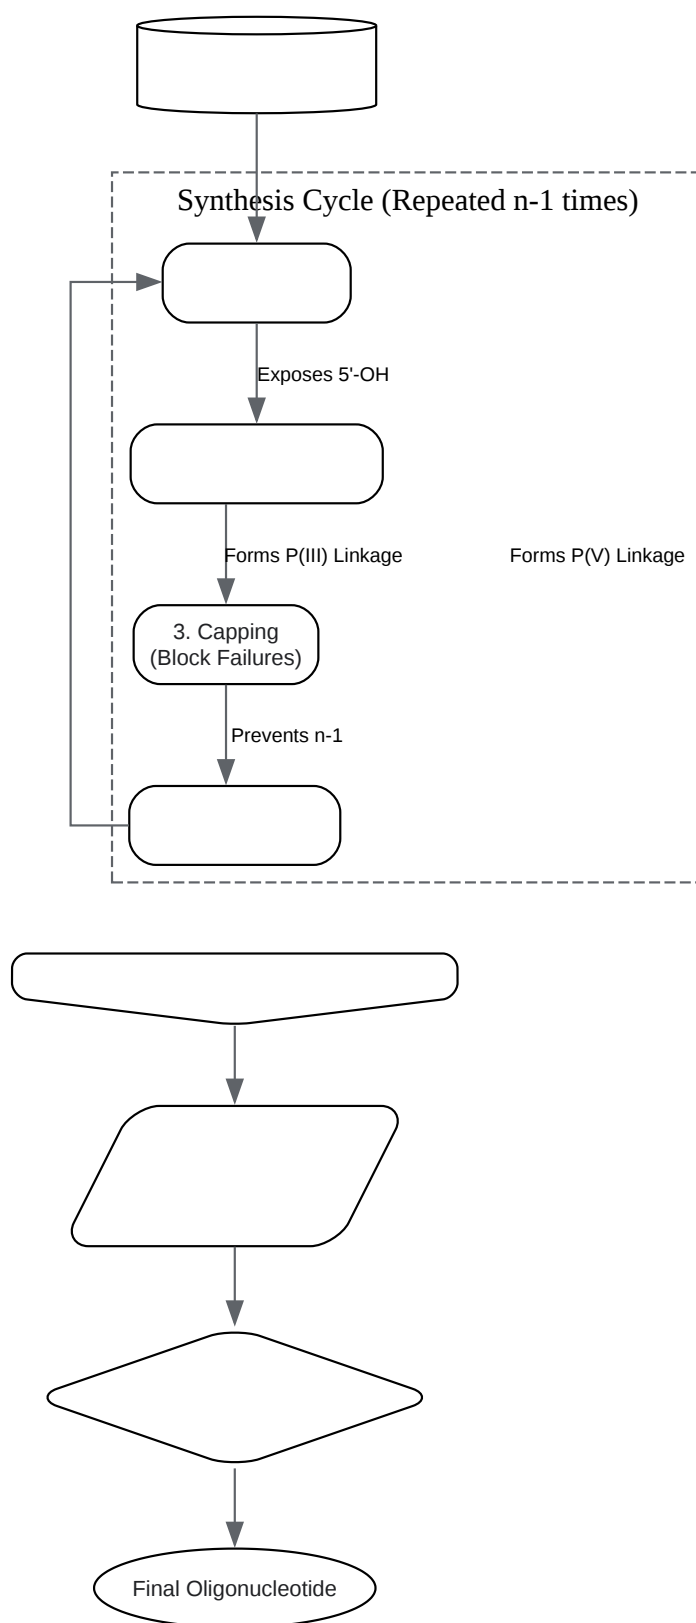 Synthesis Cycle (Repeated n-1 times)
Exposes 5'-OH
Forms P(III) Linkage
Forms P(V) Linkage
3. Capping
(Block Failures)
Prevents n-1
Final Oligonucleotide